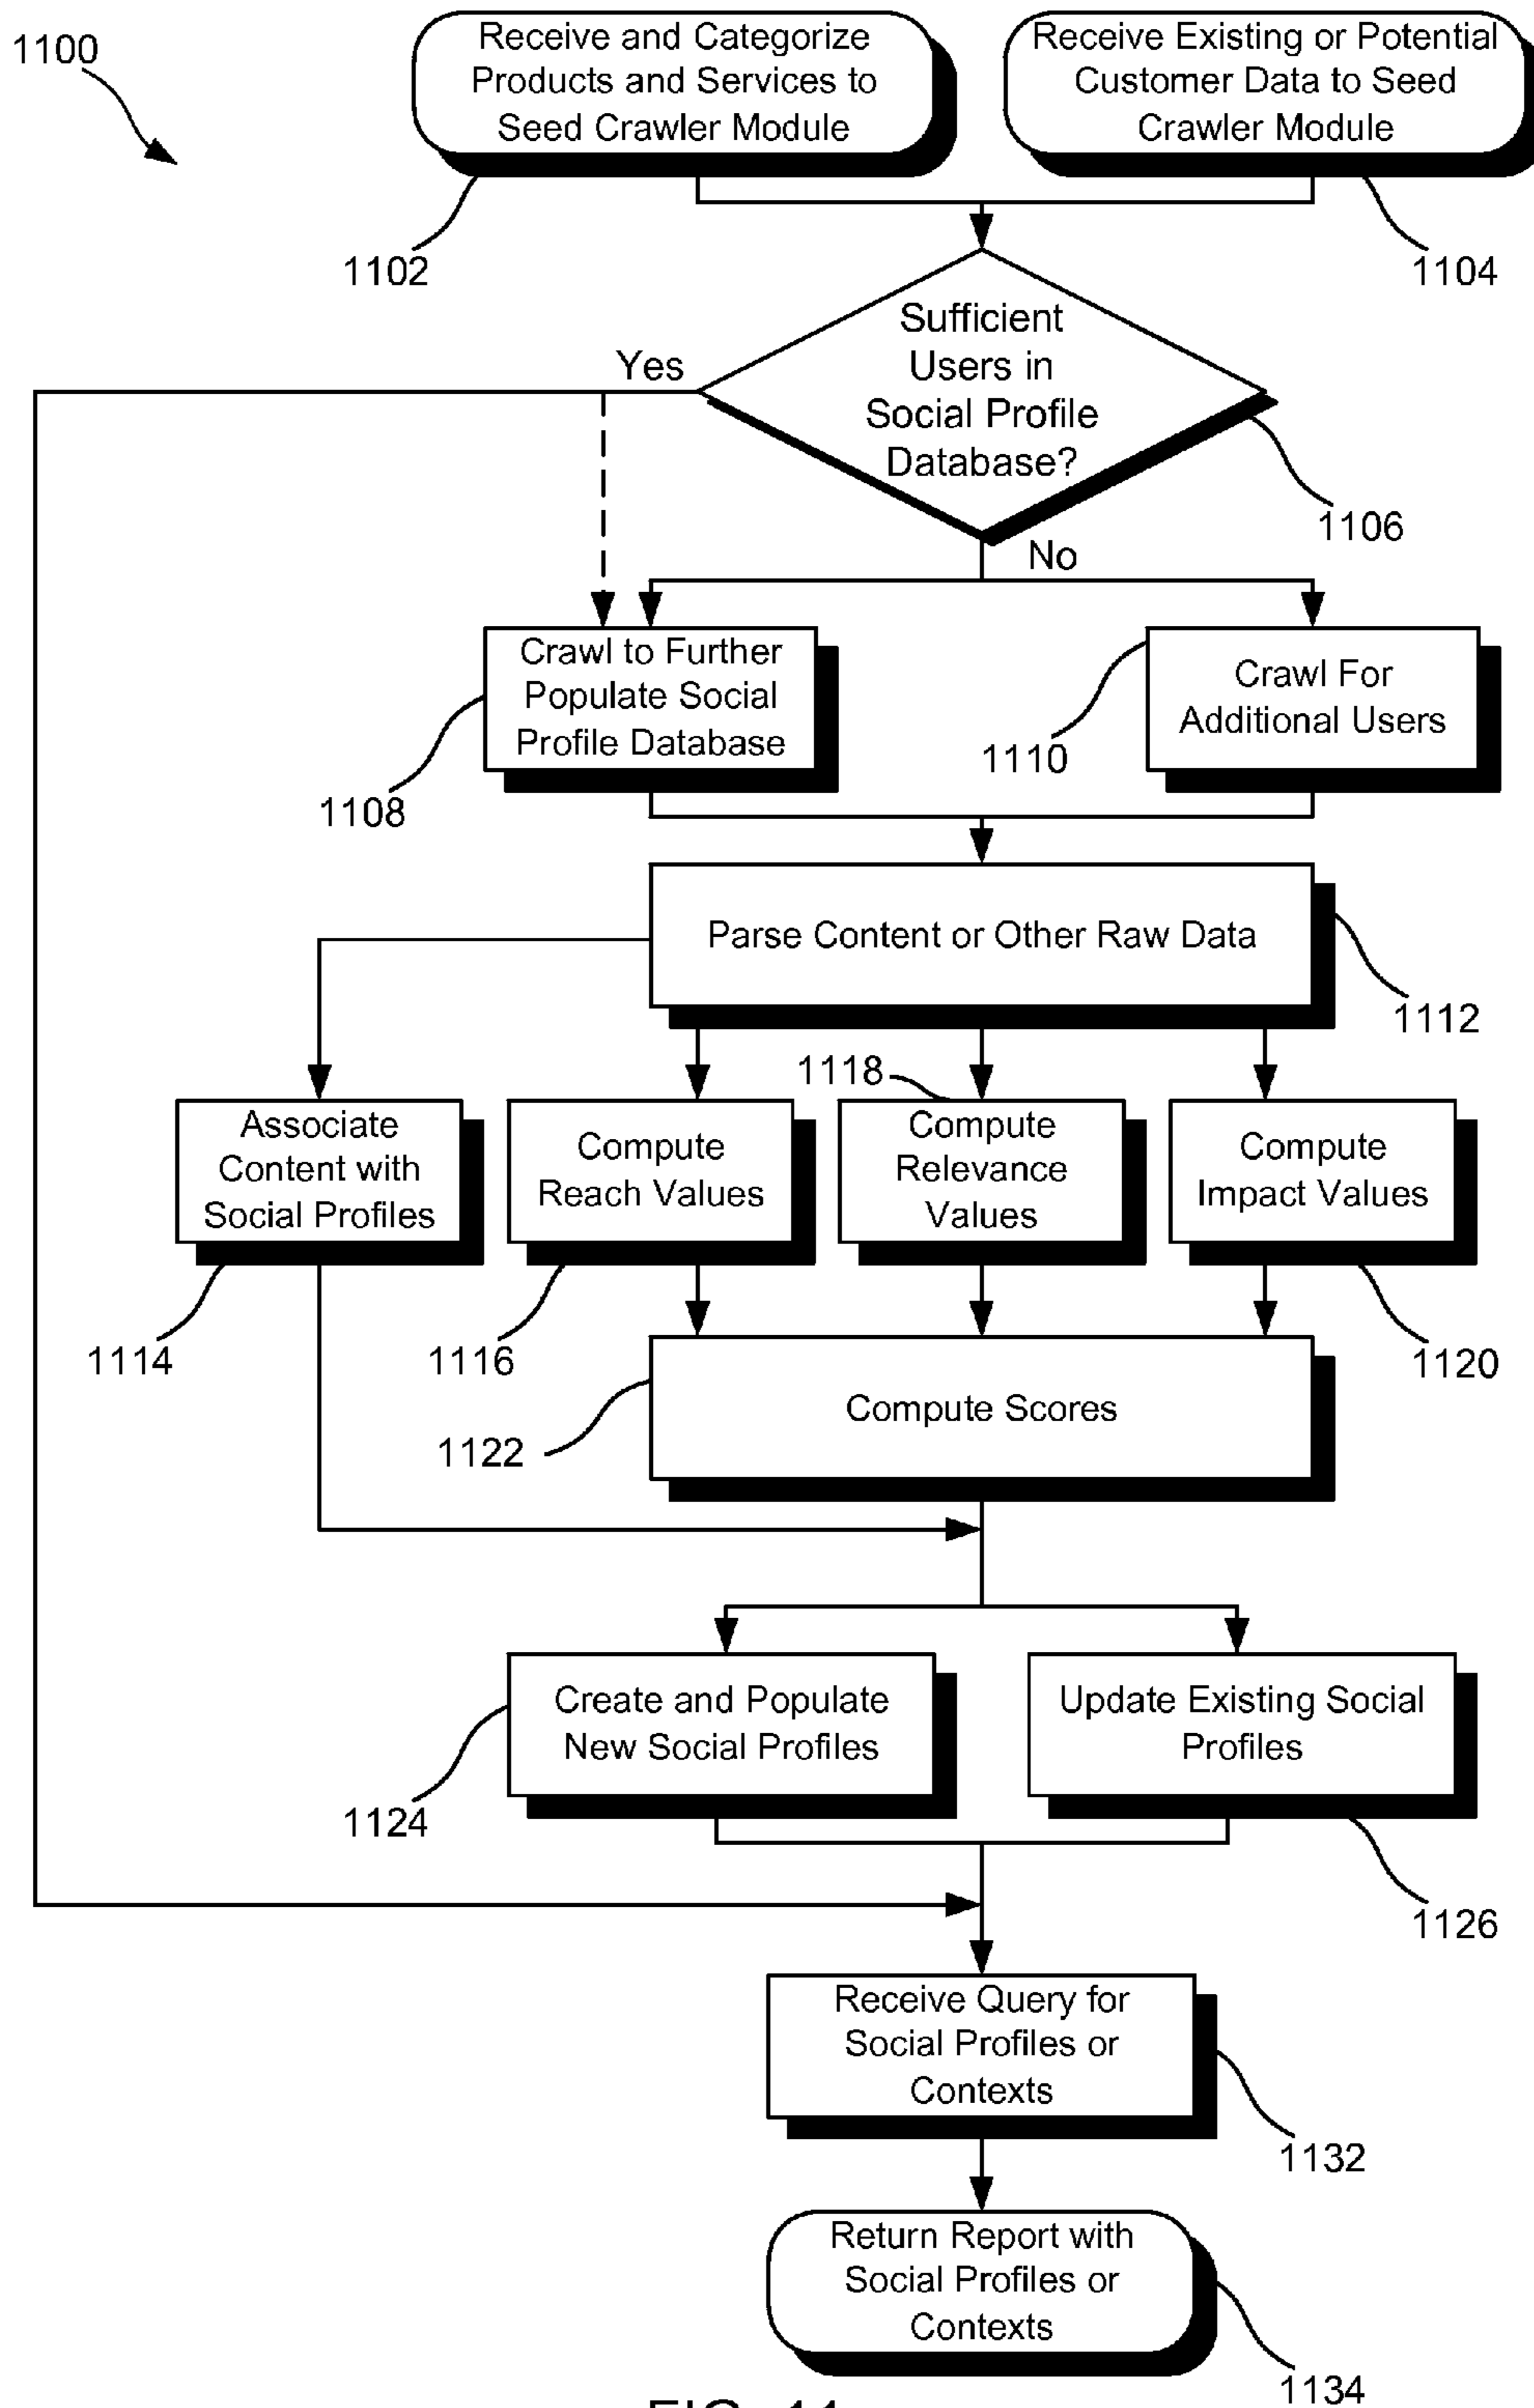 1100
Receive and Categorize
Products and Services to
Seed Crawler Module
Receive Existing or Potential
Customer Data to Seed
Crawler Module
1102
1104
Sufficient
Users in
Social Profile
Database?
Yes
1106
No
Crawl to Further
Populate Social
Profile Database
Crawl For
Additional Users
1108
1110
Parse Content or Other Raw Data
1112
1118
Associate
Content with
Social Profiles
Compute
Reach Values
Compute
Relevance
Values
Compute
Impact Values
1114
1116
1120
Compute Scores
1122
Create and Populate
New Social Profiles
Update Existing Social
Profiles
1124
1126
Receive Query for
Social Profiles or
Contexts
1132
Return Report with
Social Profiles or
Contexts
1134
FIG. 11